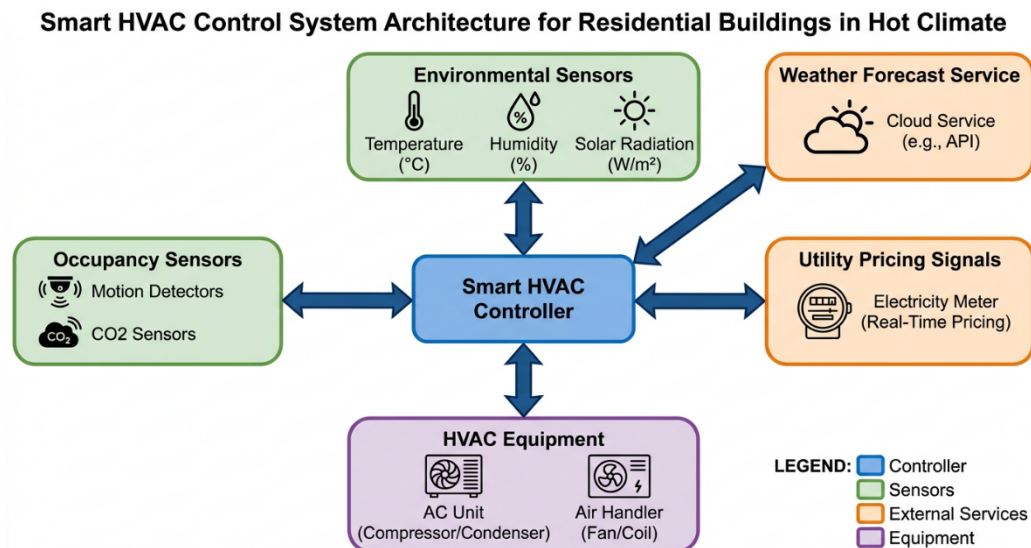 Smart HVAC Control System Architecture for Residential Buildings in Hot Climate
Environmental Sensors
%
Temperature
(°C)
Humidity
(%)
Solar Radiation
(W/m²)
Weather Forecast Service
Cloud Service
(e.g., API)
Occupancy Sensors
Motion Detectors
CO₂
CO2 Sensors
Smart HVAC
Controller
Utility Pricing Signals
Electricity Meter
(Real-Time Pricing)
HVAC Equipment
AC Unit
(Compressor/Condenser)
Air Handler
(Fan/Coil)
LEGEND:
Controller
Sensors
External Services
Equipment